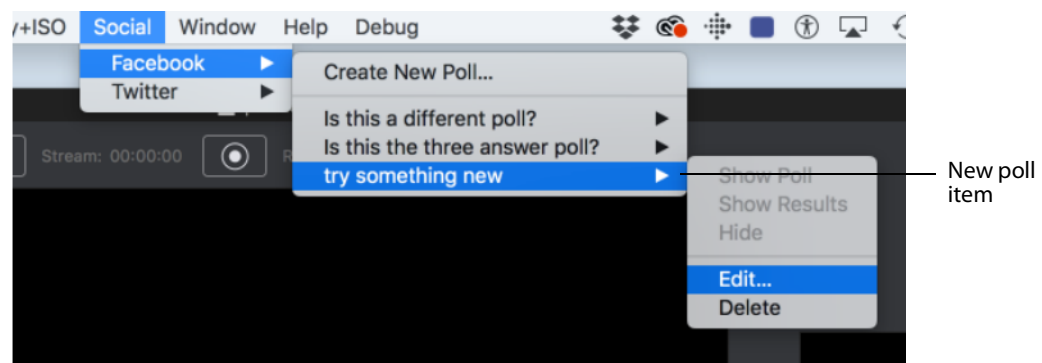 y+ISO Social Window Help Debug
Facebook
Twitter
Create New Poll...
Is this a different poll?
Is this the three answer poll?
try something new
Stream: 00:00:00
R
Show Poll
Show Results
Hide
Edit...
Delete
New poll
item